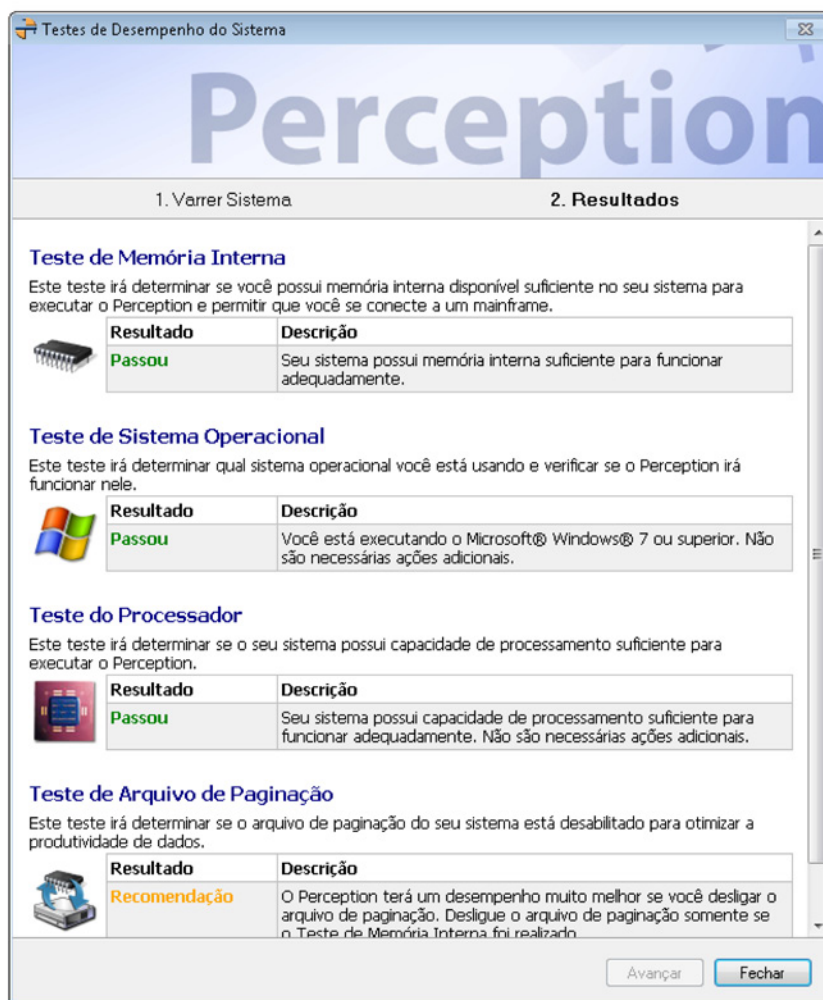 Testes de Desempenho do Sistema
Perception
1. Varrer Sistema
2. Resultados
Teste de Memória Interna
Este teste irá determinar se você possui memória interna disponível suficiente no seu sistema para
executar o Perception e permitir que você se conecte a um mainframe.
Resultado Descrição
Passou Seu sistema possui memória interna suficiente para funcionar
adequadamente.
Teste de Sistema Operacional
Este teste irá determinar qual sistema operacional você está usando e verificar se o Perception irá
funcionar nele.
Resultado Descrição
Passou Você está executando o Microsoft® Windows® 7 ou superior. Não
são necessárias ações adicionais.
Teste do Processador
Este teste irá determinar se o seu sistema possui capacidade de processamento suficiente para
executar o Perception.
Resultado Descrição
Passou Seu sistema possui capacidade de processamento suficiente para
funcionar adequadamente. Não são necessárias ações adicionais.
Teste de Arquivo de Paginação
Este teste irá determinar se o arquivo de paginação do seu sistema está desabilitado para otimizar a
produtividade de dados.
Resultado Descrição
Recomendação O Perception terá um desempenho muito melhor se você desligar o
arquivo de paginação. Desligue o arquivo de paginação somente se
o Teste de Memória Interna foi realizado
Avançar Fechar